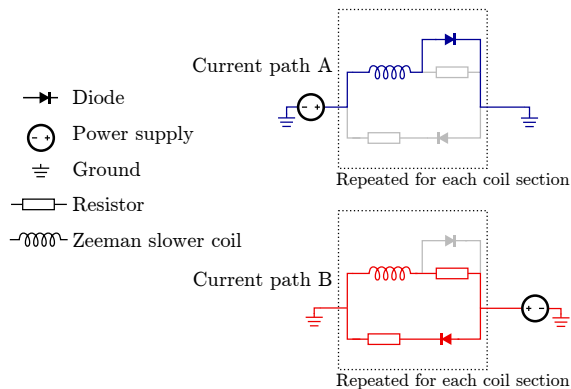 Current path A
Diode
Power supply
Ground
Resistor
Zeeman slower coil
Repeated for each coil section
Current path B
Repeated for each coil section